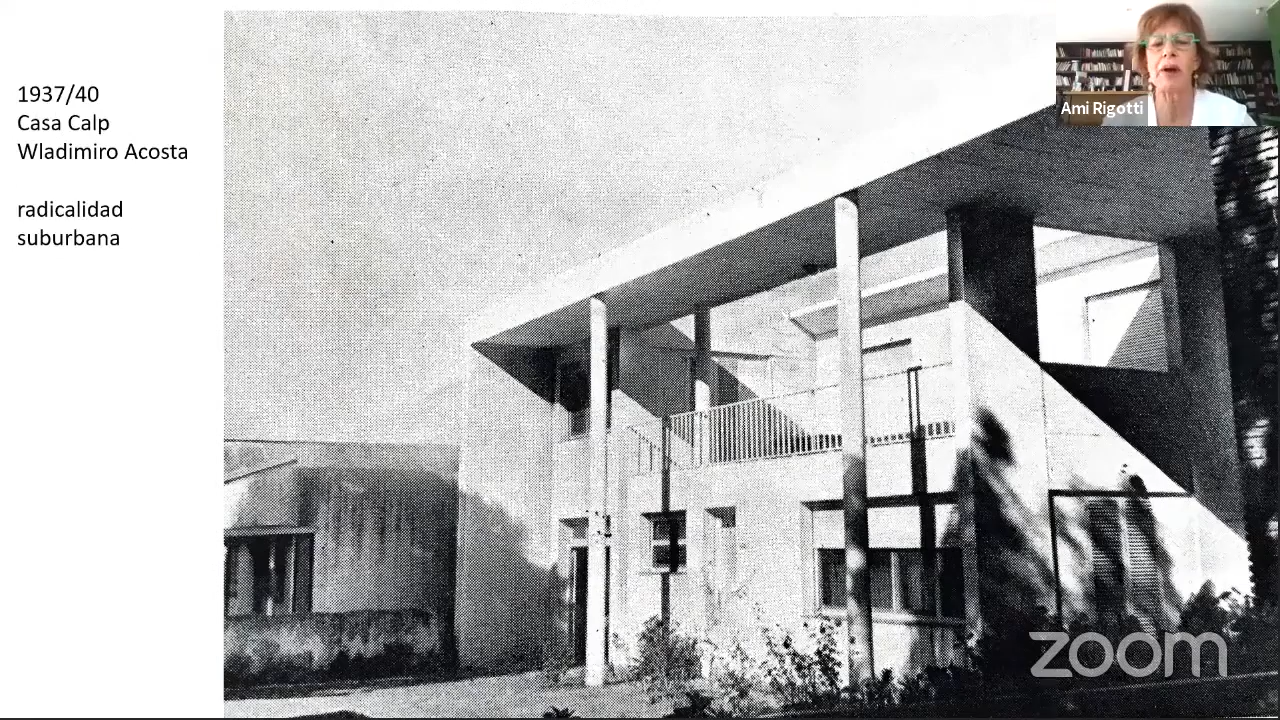 1937/40
Casa Calp
Wladimiro Acosta
radicalidad
suburbana
Ami Rigotti
zoom